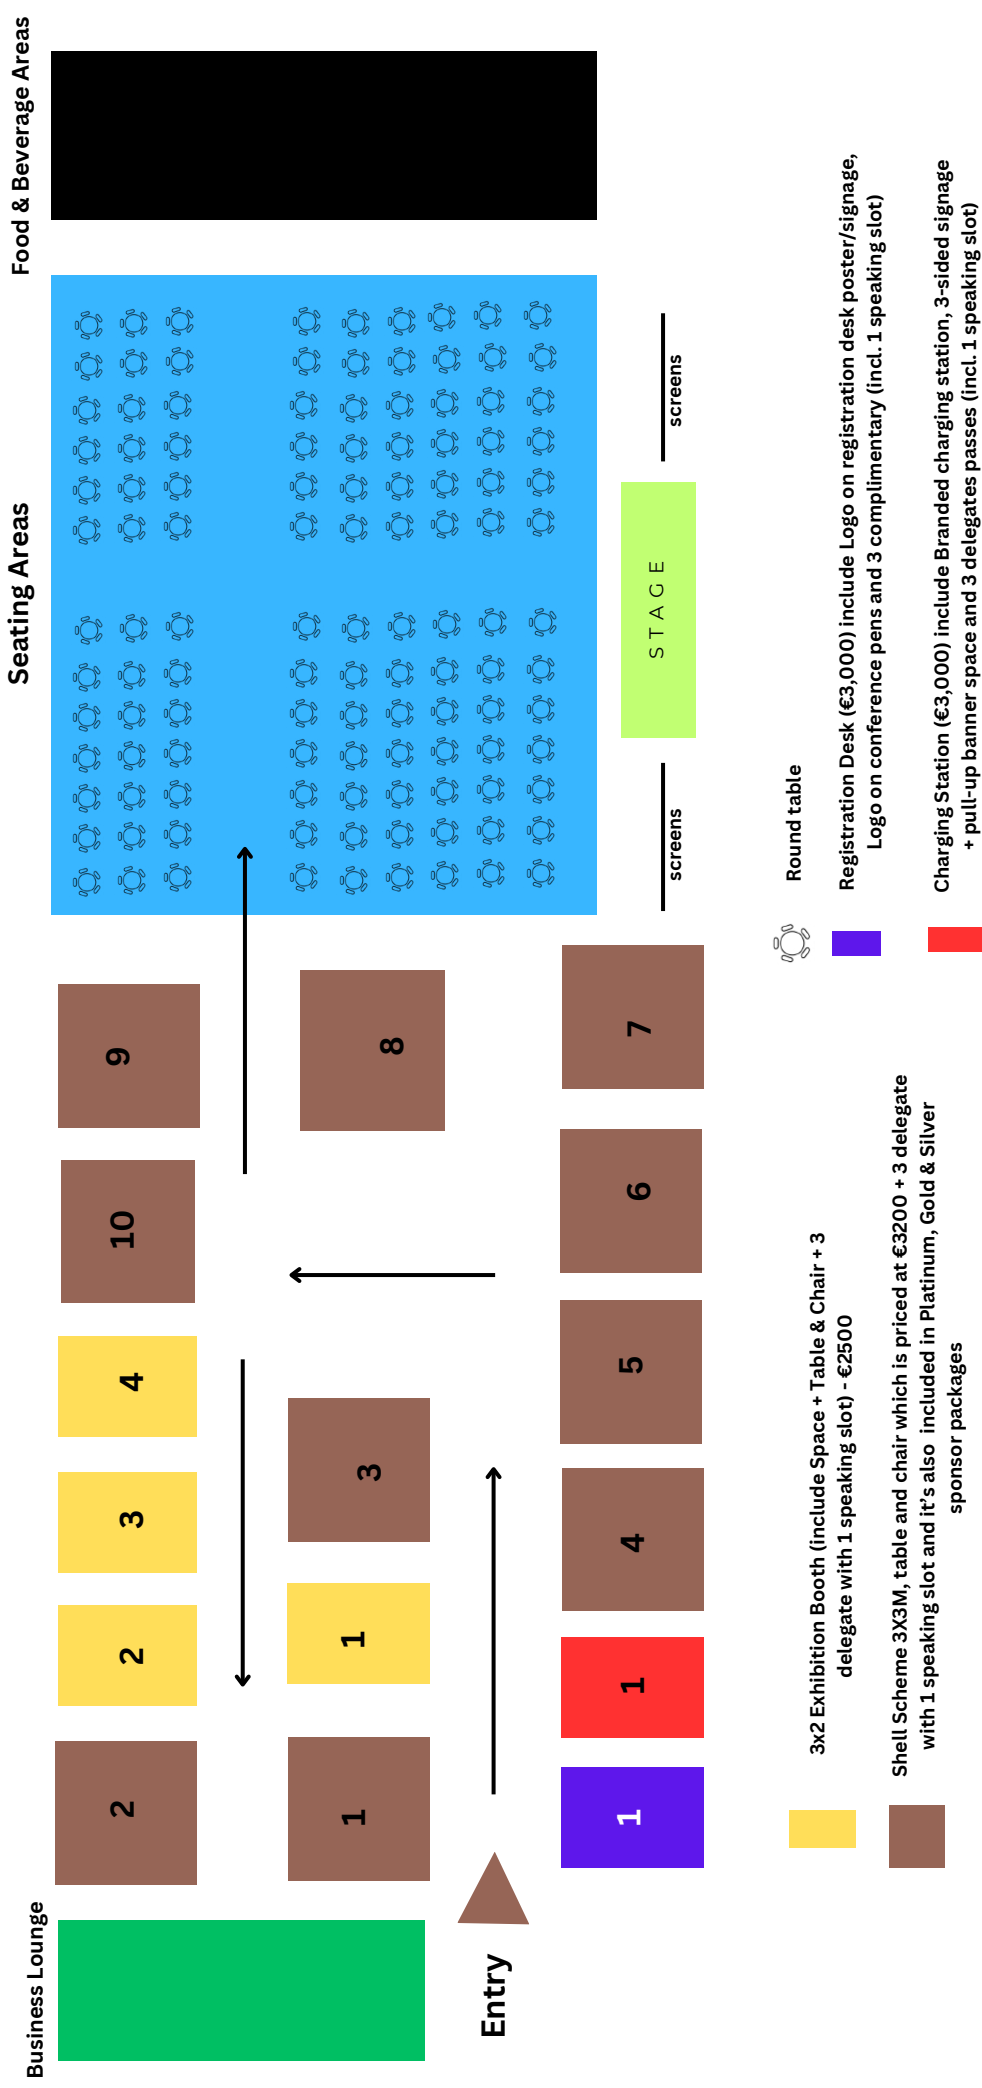 Business Lounge
Seating Areas
Food & Beverage Areas
2
2
3
4
10
9
1
1
3
8
Entry
1
1
4
5
6
7
screens
STAGE
screens
3x2 Exhibition Booth (include Space + Table & Chair + 3
delegate with 1 speaking slot) - €2500
Shell Scheme 3X3M, table and chair which is priced at €3200 + 3 delegate
with 1 speaking slot and it's also included in Platinum, Gold & Silver
sponsor packages
Round table
Registration Desk (€3,000) include Logo on registration desk poster/signage,
Logo on conference pens and 3 complimentary (incl. 1 speaking slot)
Charging Station (€3,000) include Branded charging station, 3-sided signage
+ pull-up banner space and 3 delegates passes (incl. 1 speaking slot)